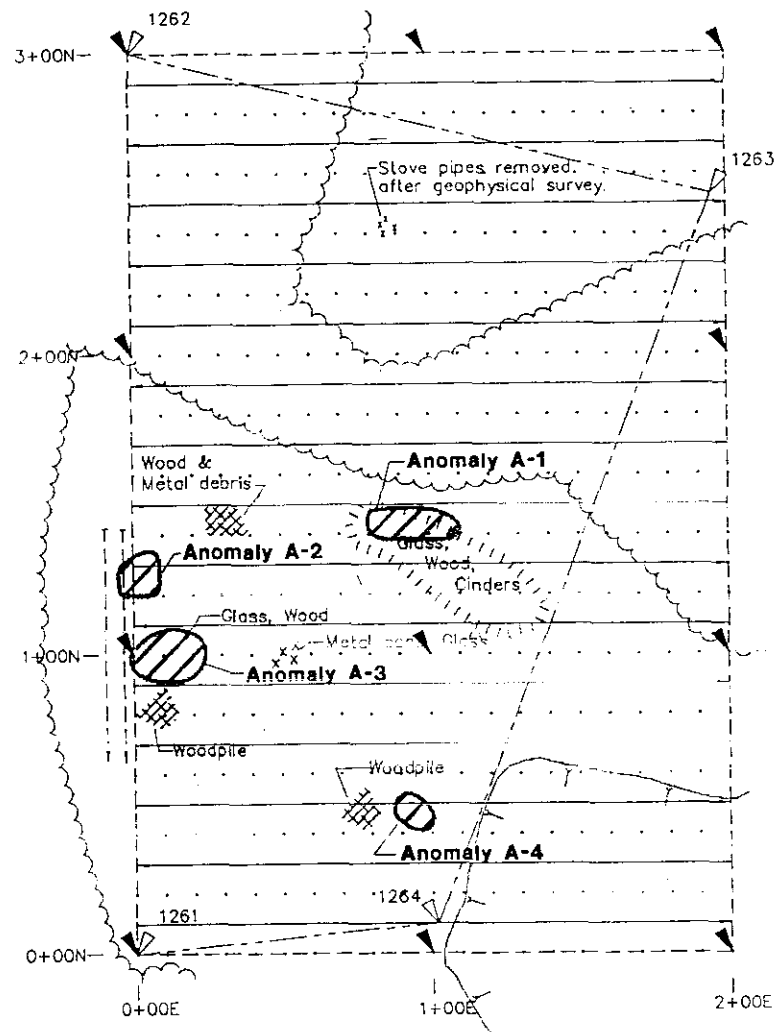 1262
3+00N
1263
Stove pipes removed.
after geophysical survey.
2+00N
Wood &
Metal debris
Anomaly A-1
Glass,
Wood,
Cinders
Anomaly A-2
Glass, Wood
Metal Glass
1+00N
Anomaly A-3
Woodpile
Woodpile
Anomaly A-4
1264
1261
0+00N
0+00E
1+00E
2+00E